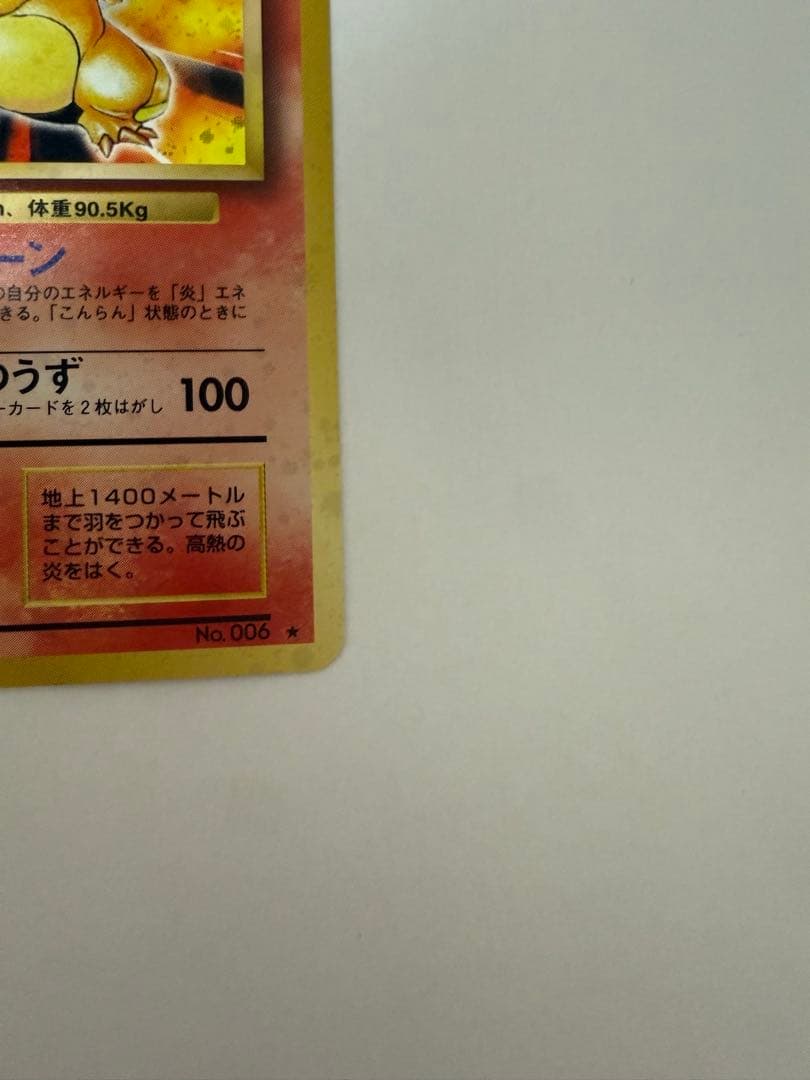 、体重90.5Kg
ーン
自分のエネルギーを「炎」エネ
きる。「こんらん」状態のときに
うず
ーカードを2枚はがし 100
地上1400メートル
まで羽をつかって飛ぶ
ことができる。高熱の
炎をはく。
No. 006 ★